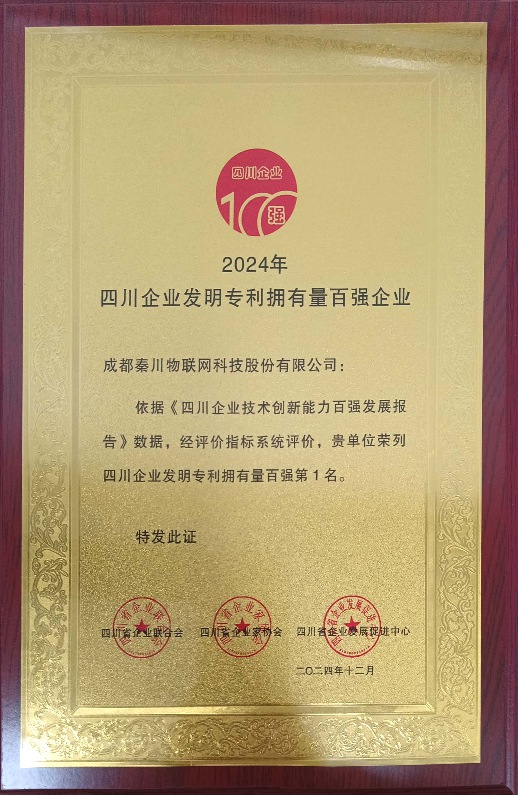 四川企业
100强
2024年
四川企业发明专利拥有量百强企业
成都秦川物联网科技股份有限公司：
依据《四川企业技术创新能力百强发展报
告》数据，经评价指标系统评价，贵单位荣列
四川企业发明专利拥有量百强第1名。
特发此证
四川省企业联合会 四川省企业家协会 四川省企业发展促进中心
二〇二四年十二月